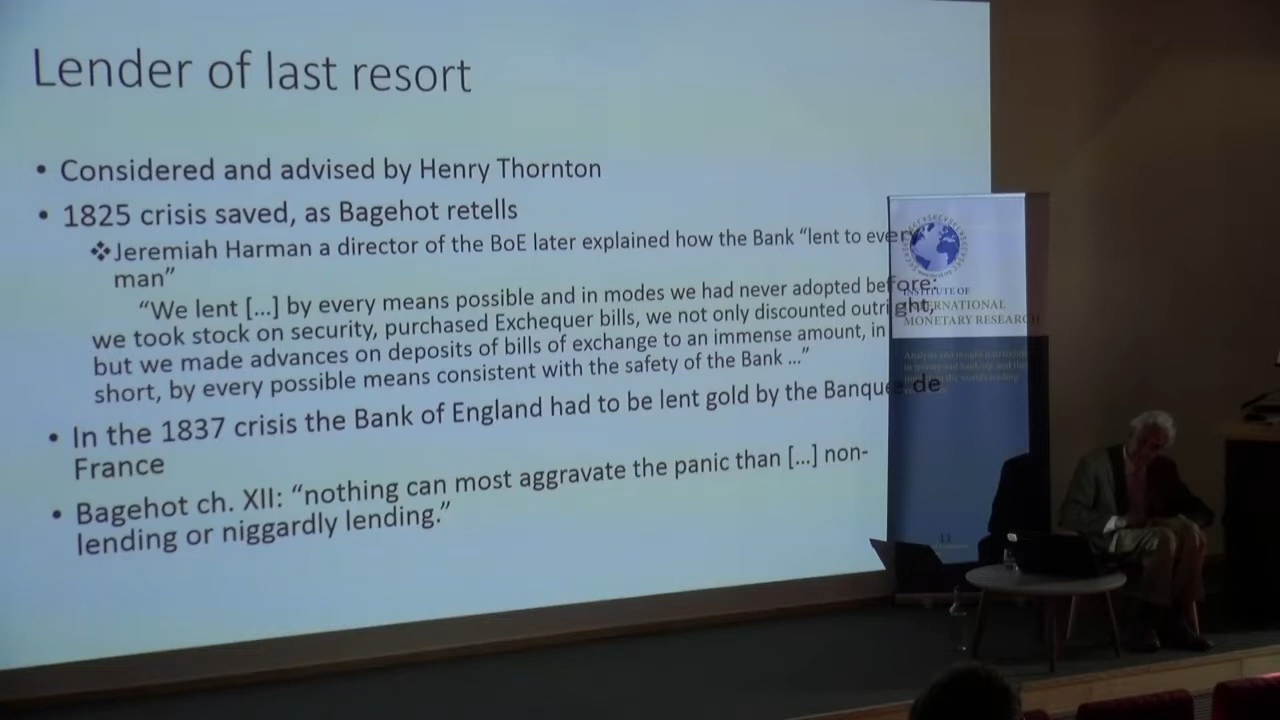 Lender of last resort
• Considered and advised by Henry Thornton
• 1825 crisis saved, as Bagehot retells
❖Jeremiah Harman a director of the BoE later explained how the Bank “lent to every
man”
“We lent […] by every means possible and in modes we had never adopted before:
we took stock on security, purchased Exchequer bills, we not only discounted outright,
but we made advances on deposits of bills of exchange to an immense amount, in
short, by every possible means consistent with the safety of the Bank …”
• In the 1837 crisis the Bank of England had to be lent gold by the Banque de
France
• Bagehot ch. XII: “nothing can most aggravate the panic than […] non-
lending or niggardly lending.”
11
INSTITUTE OF
INTERNATIONAL
MONETARY RESEARCH